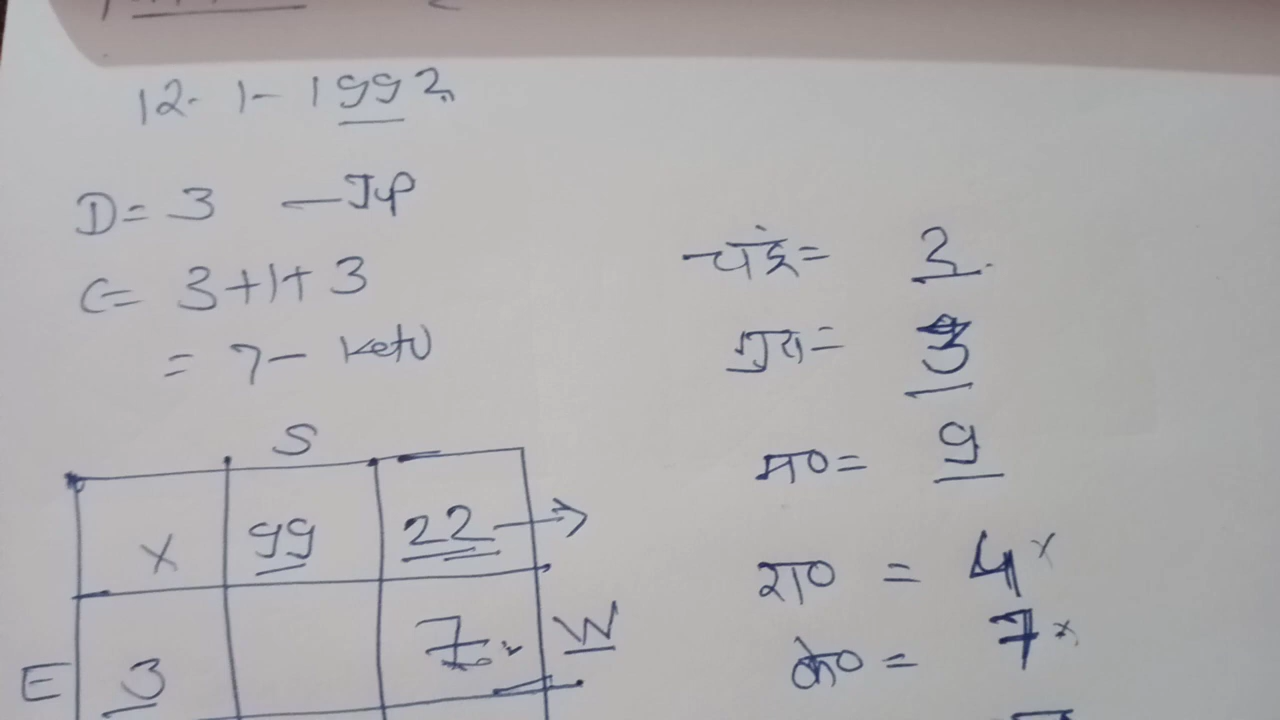 12-1-1992
D= 3 — Jup
C= 3+1+3
= 7- Ketu
S
x 99 22 →
E 3 7 W
चंद्र= 2
गुरु= 3
म०= 9
रा० = 4 x
के० = 7 x